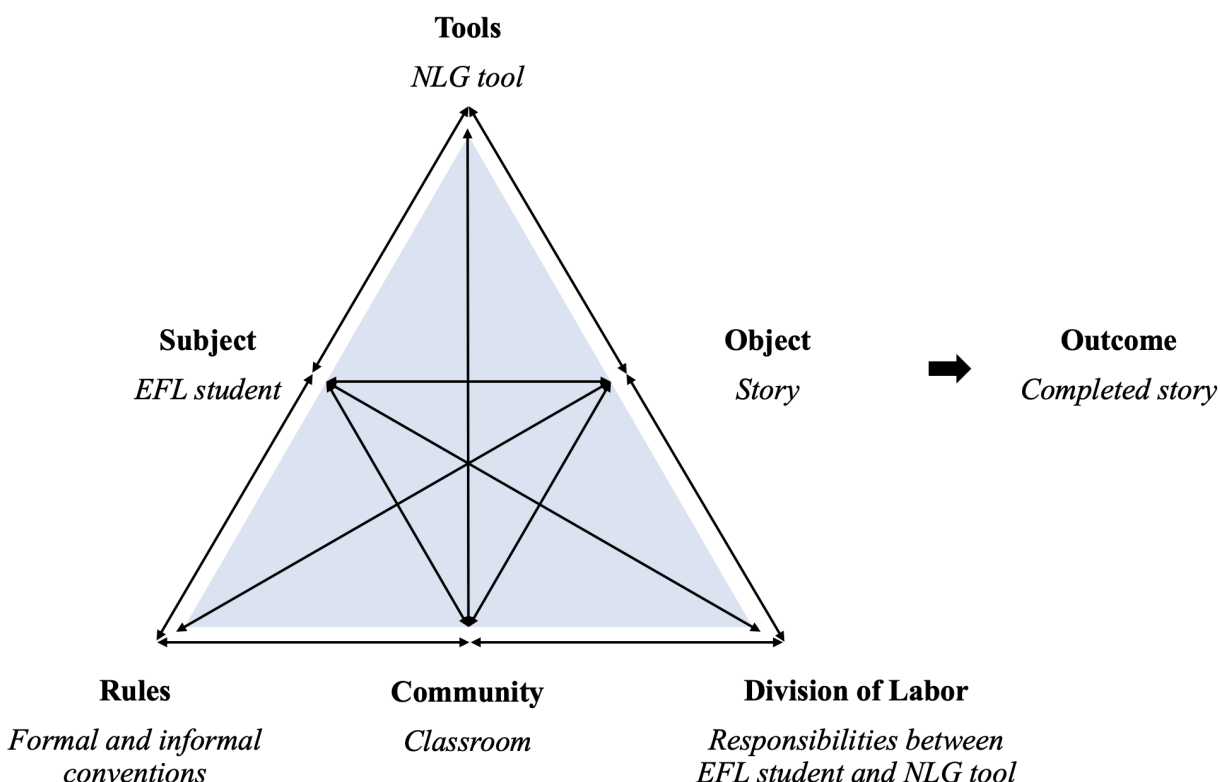 Tools
NLG tool
Subject
EFL student
Object
Story
Outcome
Completed story
Rules
Formal and informal
conventions
Community
Classroom
Division of Labor
Responsibilities between
EFL student and NLG tool